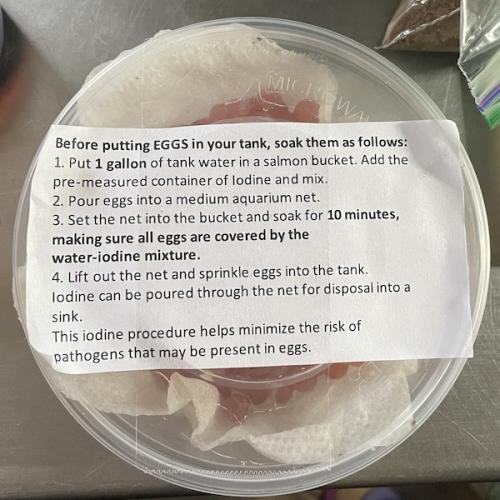 MICROWAV
Before putting EGGS in your tank, soak them as follows:
1. Put 1 gallon of tank water in a salmon bucket. Add the
pre-measured container of Iodine and mix.
2. Pour eggs into a medium aquarium net.
3. Set the net into the bucket and soak for 10 minutes,
making sure all eggs are covered by the
water-iodine mixture.
4. Lift out the net and sprinkle eggs into the tank.
Iodine can be poured through the net for disposal into a
sink.
This iodine procedure helps minimize the risk of
pathogens that may be present in eggs.